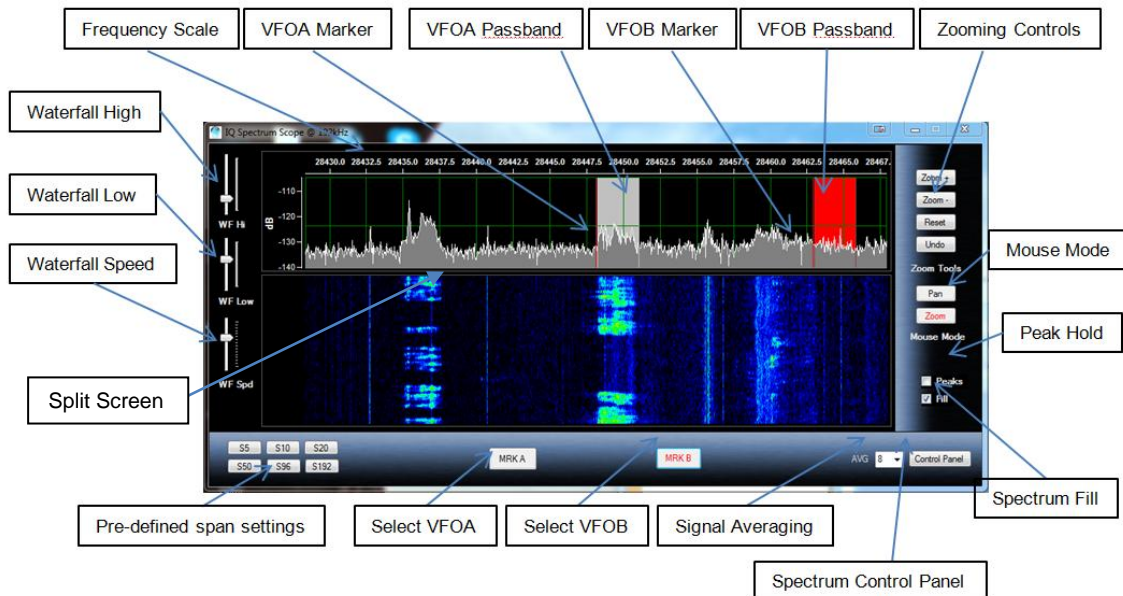 Frequency Scale
VFOA Marker
VFOA Passband
VFOB Marker
VFOB Passband
Zooming Controls
Waterfall High
Waterfall Low
Waterfall Speed
IQ Spectrum Scope @ 192kHz
28430.0 28432.5 28435.0 28437.5 28440.0 28442.5 28445.0 28447.5 28450.0 28452.5 28455.0 28457.5 28460.0 28462.5 28465.0 28467.
WF Hi
WF Low
WF Spd
dB
-110
-120
-130
-140
Zoom +
Zoom -
Reset
Undo
Zoom Tools
Pan
Zoom
Mouse Mode
Peaks
Fill
Mouse Mode
Peak Hold
Split Screen
S5 S10 S20
S50 S96 S192
MRK A
MRK B
AVG 8
Control Panel
Spectrum Fill
Pre-defined span settings
Select VFOA
Select VFOB
Signal Averaging
Spectrum Control Panel